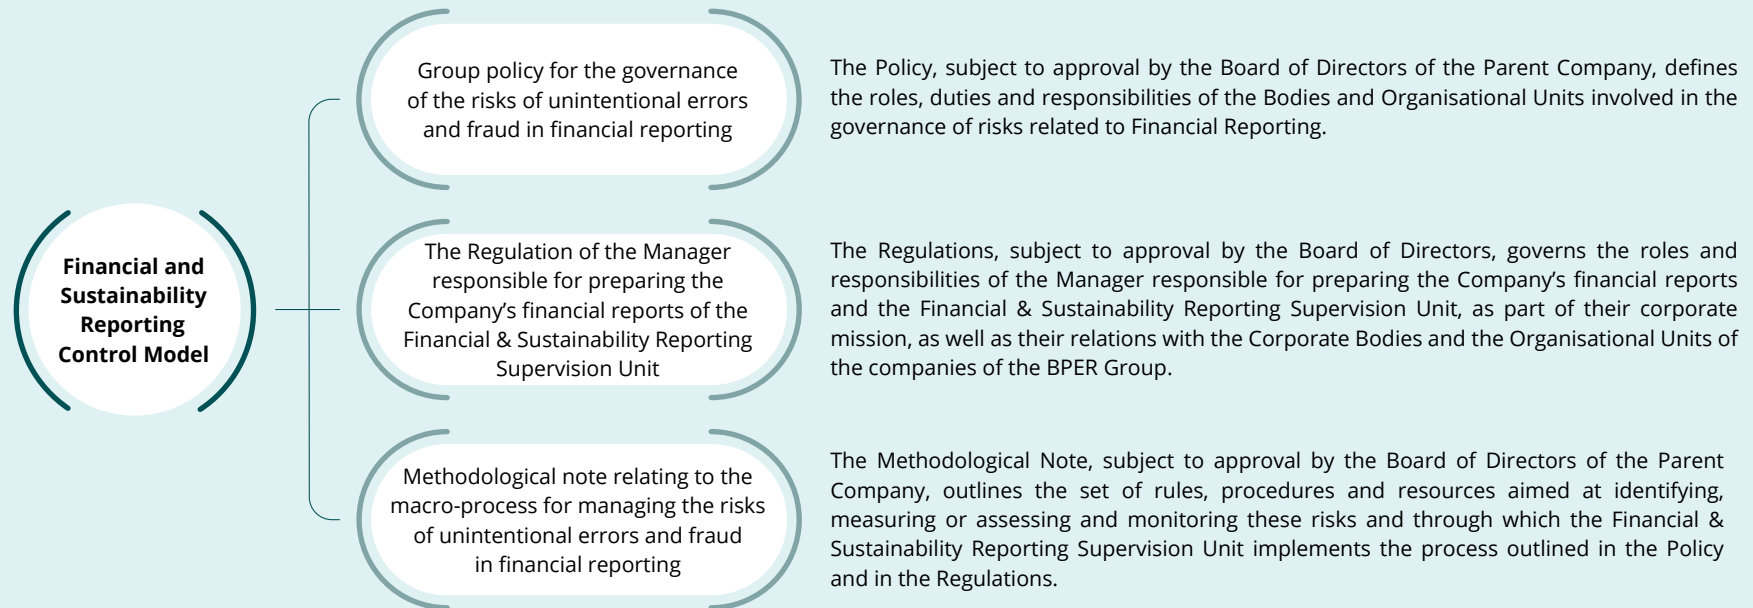 Financial and
Sustainability
Reporting
Control Model
Group policy for the governance
of the risks of unintentional errors
and fraud in financial reporting
The Policy, subject to approval by the Board of Directors of the Parent Company, defines
the roles, duties and responsibilities of the Bodies and Organisational Units involved in the
governance of risks related to Financial Reporting.
The Regulation of the Manager
responsible for preparing the
Company’s financial reports of the
Financial & Sustainability Reporting
Supervision Unit
The Regulations, subject to approval by the Board of Directors, governs the roles and
responsibilities of the Manager responsible for preparing the Company’s financial reports
and the Financial & Sustainability Reporting Supervision Unit, as part of their corporate
mission, as well as their relations with the Corporate Bodies and the Organisational Units of
the companies of the BPER Group.
Methodological note relating to the
macro-process for managing the risks
of unintentional errors and fraud
in financial reporting
The Methodological Note, subject to approval by the Board of Directors of the Parent
Company, outlines the set of rules, procedures and resources aimed at identifying,
measuring or assessing and monitoring these risks and through which the Financial &
Sustainability Reporting Supervision Unit implements the process outlined in the Policy
and in the Regulations.